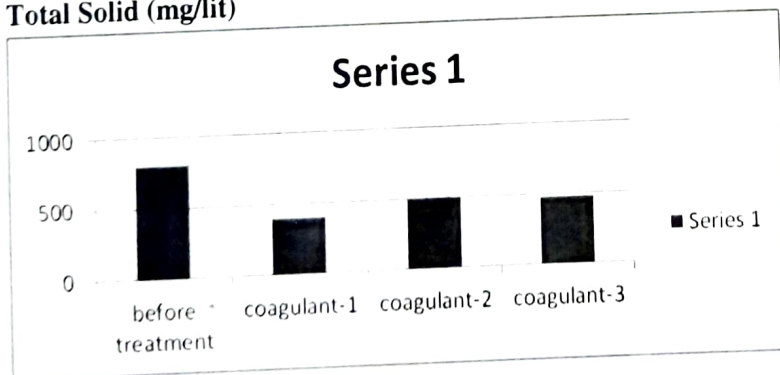 Total Solid (mg/lit)
Series 1
1000
500
0
before
treatment
coagulant-1
coagulant-2
coagulant-3
Series 1